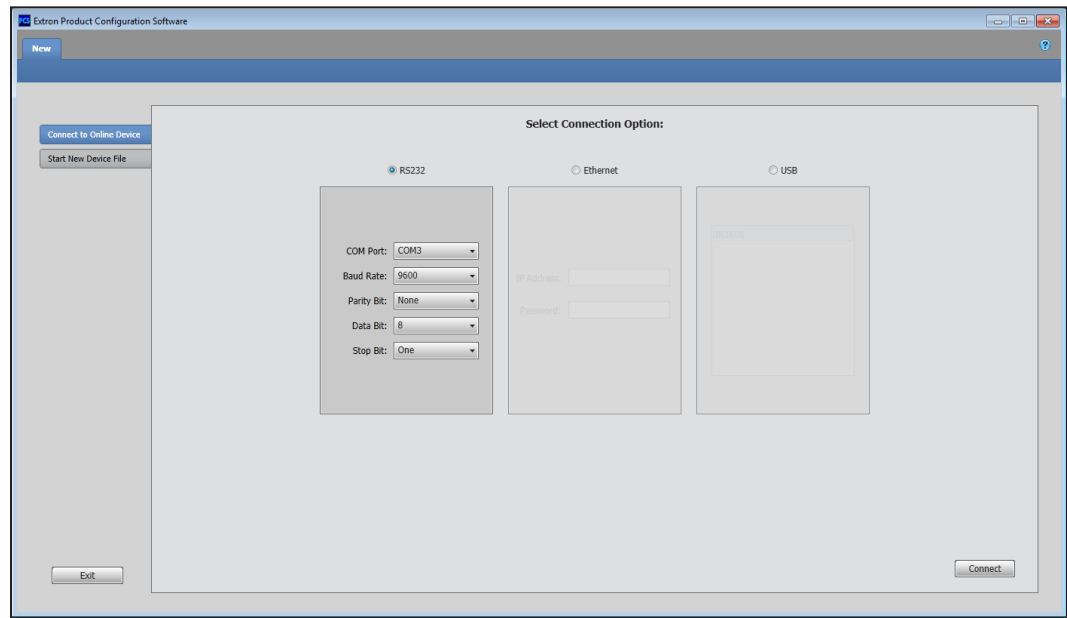 PCS Extron Product Configuration Software
New
?
Connect to Online Device
Start New Device File
Select Connection Option:
RS232
Ethernet
USB
COM Port: COM3
Baud Rate: 9600
Parity Bit: None
Data Bit: 8
Stop Bit: One
IP Address:
Password:
Exit
Connect